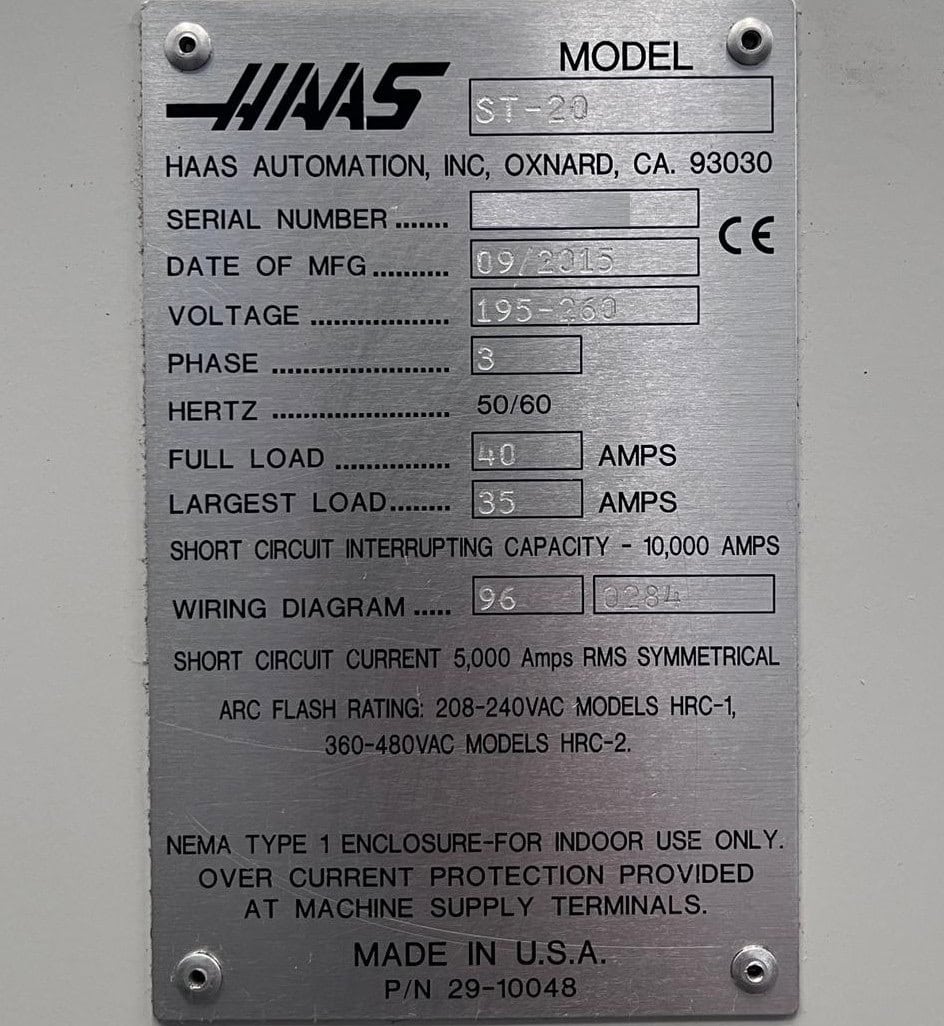 HAAS
MODEL
ST-20
HAAS AUTOMATION, INC, OXNARD, CA. 93030
SERIAL NUMBER .......
CE
DATE OF MFG .......... 09/2015
VOLTAGE ................... 195-260
PHASE ........................ 3
HERTZ ........................ 50/60
FULL LOAD ................ 40 AMPS
LARGEST LOAD ........ 35 AMPS
SHORT CIRCUIT INTERRUPTING CAPACITY - 10,000 AMPS
WIRING DIAGRAM ..... 96 0284
SHORT CIRCUIT CURRENT 5,000 Amps RMS SYMMETRICAL
ARC FLASH RATING: 208-240VAC MODELS HRC-1,
360-480VAC MODELS HRC-2.
NEMA TYPE 1 ENCLOSURE-FOR INDOOR USE ONLY.
OVER CURRENT PROTECTION PROVIDED
AT MACHINE SUPPLY TERMINALS.
MADE IN U.S.A.
P/N 29-10048